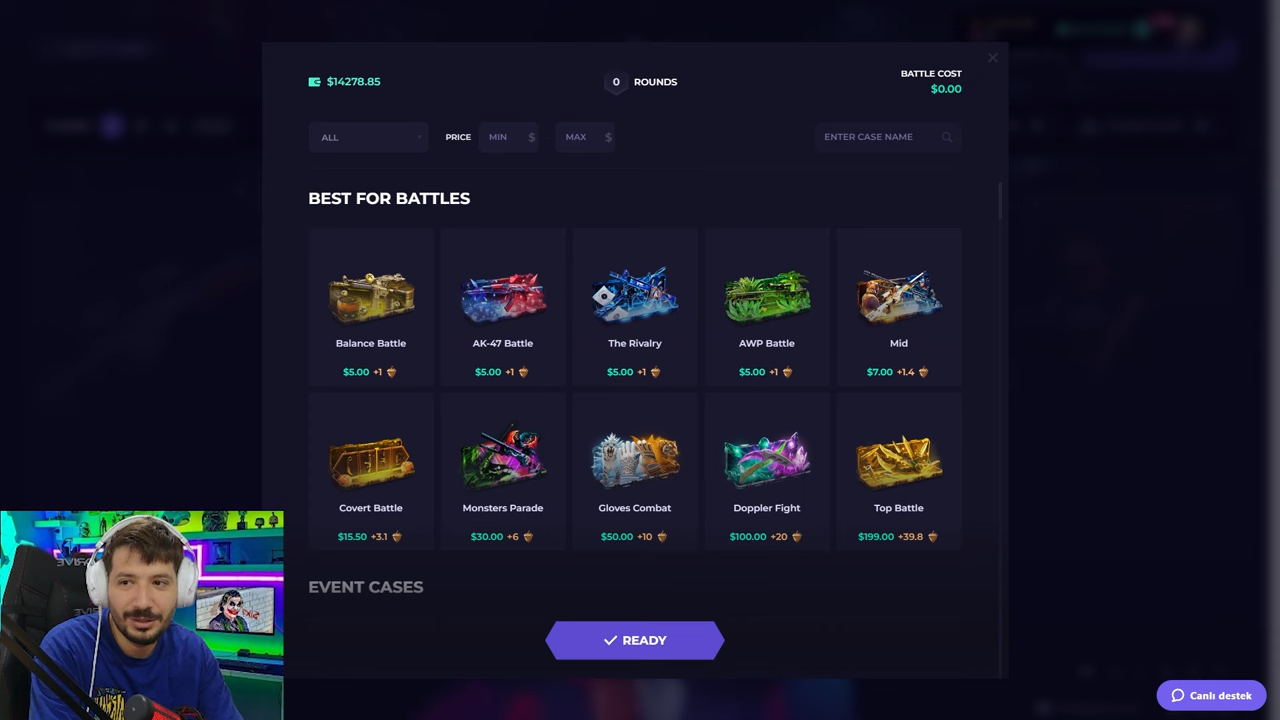 $14278.85
0 ROUNDS
BATTLE COST
$0.00
ALL
PRICE
MIN $
MAX $
ENTER CASE NAME
BEST FOR BATTLES
Balance Battle
$5.00 +1
AK-47 Battle
$5.00 +1
The Rivalry
$5.00 +1
AWP Battle
$5.00 +1
Mid
$7.00 +1.4
Covert Battle
$15.50 +3.1
Monsters Parade
$30.00 +6
Gloves Combat
$50.00 +10
Doppler Fight
$100.00 +20
Top Battle
$199.00 +39.8
EVENT CASES
READY
Canlı destek